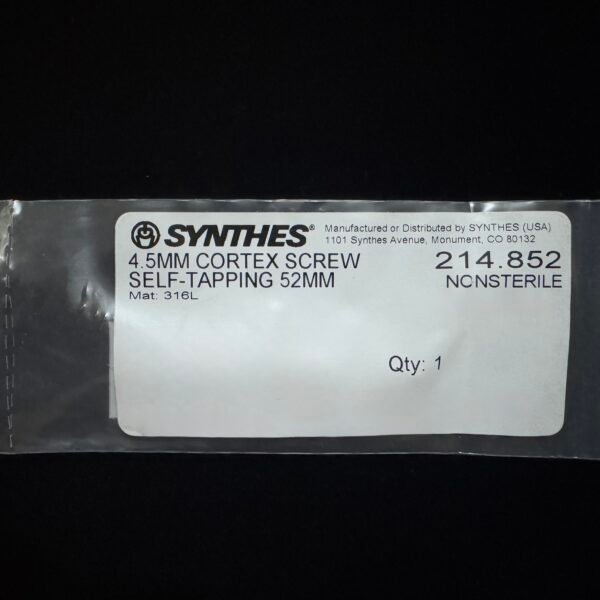 SYNTHES® Manufactured or Distributed by SYNTHES (USA)
1101 Synthes Avenue, Monument, CO 80132
4.5MM CORTEX SCREW 214.852
SELF-TAPPING 52MM NONSTERILE
Mat: 316L
Qty: 1